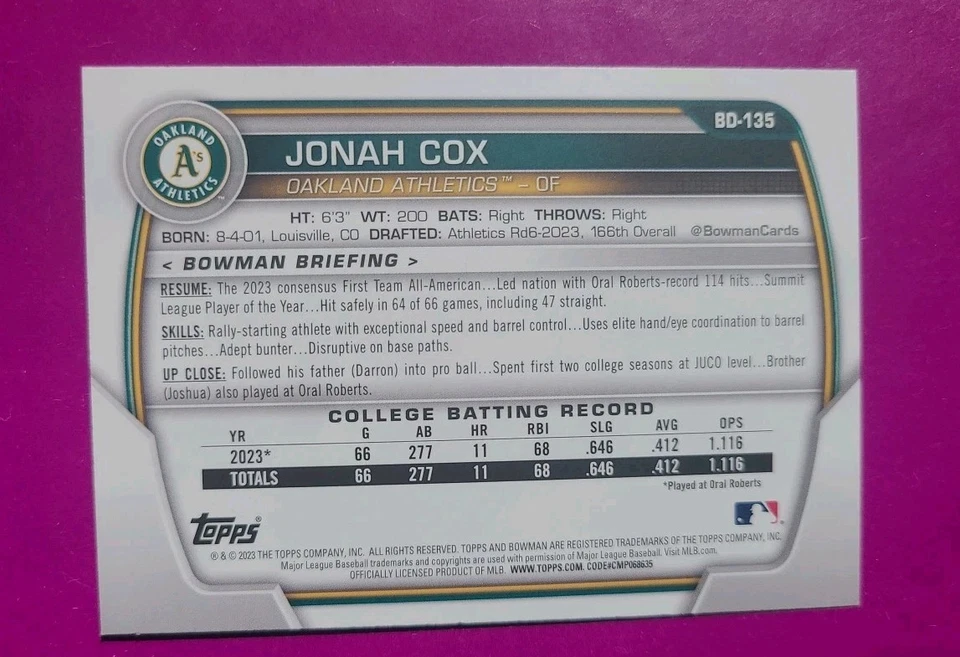 BD-135
OAKLAND
A's
ATHLETICS™
JONAH COX
OAKLAND ATHLETICS™ - OF
HT: 6'3" WT: 200 BATS: Right THROWS: Right
BORN: 8-4-01, Louisville, CO DRAFTED: Athletics Rd6-2023, 166th Overall @BowmanCards
< BOWMAN BRIEFING >
RESUME: The 2023 consensus First Team All-American...Led nation with Oral Roberts-record 114 hits...Summit
League Player of the Year...Hit safely in 64 of 66 games, including 47 straight.
SKILLS: Rally-starting athlete with exceptional speed and barrel control...Uses elite hand/eye coordination to barrel
pitches...Adept bunter...Disruptive on base paths.
UP CLOSE: Followed his father (Darron) into pro ball...Spent first two college seasons at JUCO level...Brother
(Joshua) also played at Oral Roberts.
COLLEGE BATTING RECORD
YR G AB HR RBI SLG AVG OPS
2023* 66 277 11 68 .646 .412 1.116
TOTALS 66 277 11 68 .646 .412 1.116
*Played at Oral Roberts
Topps®
® & © 2023 THE TOPPS COMPANY, INC. ALL RIGHTS RESERVED. TOPPS AND BOWMAN ARE REGISTERED TRADEMARKS OF THE TOPPS COMPANY, INC.
Major League Baseball trademarks and copyrights are used with permission of Major League Baseball. Visit MLB.com.
OFFICIALLY LICENSED PRODUCT OF MLB. WWW.TOPPS.COM. CODE#CMP068635